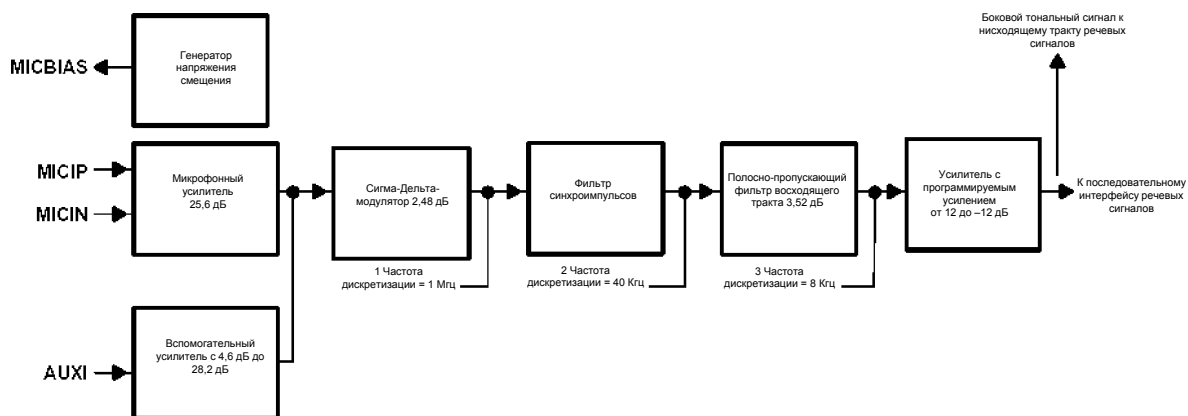 Боковой тональный сигнал к
нисходящему тракту речевых
сигналов
MICBIAS
Генератор
напряжения
смещения
MICIP
MICIN
Микрофонный
усилитель
25,6 дБ
Сигма-Дельта-
модулятор 2,48 дБ
Фильтр
синхроимпульсов
Полосно-пропускающий
фильтр восходящего
тракта 3,52 дБ
Усилитель с
программируемым
усилением
от 12 до –12 дБ
К последовательному
интерфейсу речевых
сигналов
1 Частота
дискретизации = 1 Мгц
2 Частота
дискретизации = 40 Кгц
3 Частота
дискретизации = 8 Кгц
AUXI
Вспомогательный
усилитель с 4,6 дБ до
28,2 дБ